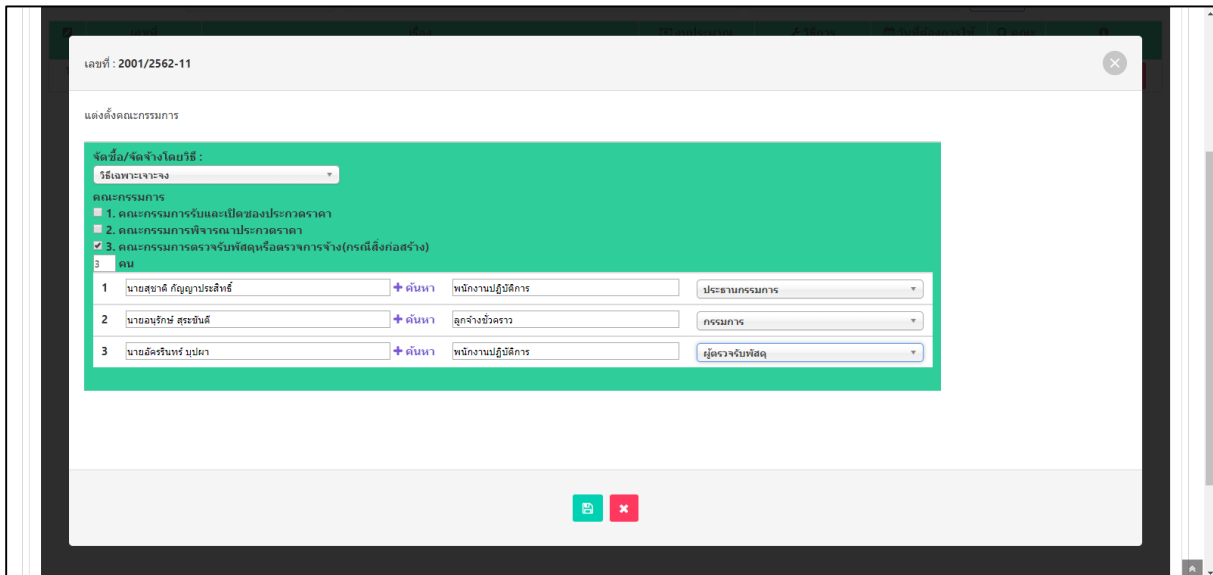 เลขที่ : 2001/2562-11
แต่งตั้งคณะกรรมการ
จัดซื้อ/จัดจ้างโดยวิธี :
วิธีเฉพาะเจาะจง
คณะกรรมการ
1. คณะกรรมการรับและเปิดซองประกวดราคา
2. คณะกรรมการพิจารณาประกวดราคา
3. คณะกรรมการตรวจรับพัสดุหรือตรวจการจ้าง(กรณีสิ่งก่อสร้าง)
3 คน
1 นายสุชาติ กัญญาประสิทธิ์ + ค้นหา พนักงานปฏิบัติการ ประธานกรรมการ
2 นายอนุรักษ์ สุระขันตี + ค้นหา ลูกจ้างชั่วคราว กรรมการ
3 นายอัครรินทร์ บุปผา + ค้นหา พนักงานปฏิบัติการ ผู้ตรวจรับพัสดุ